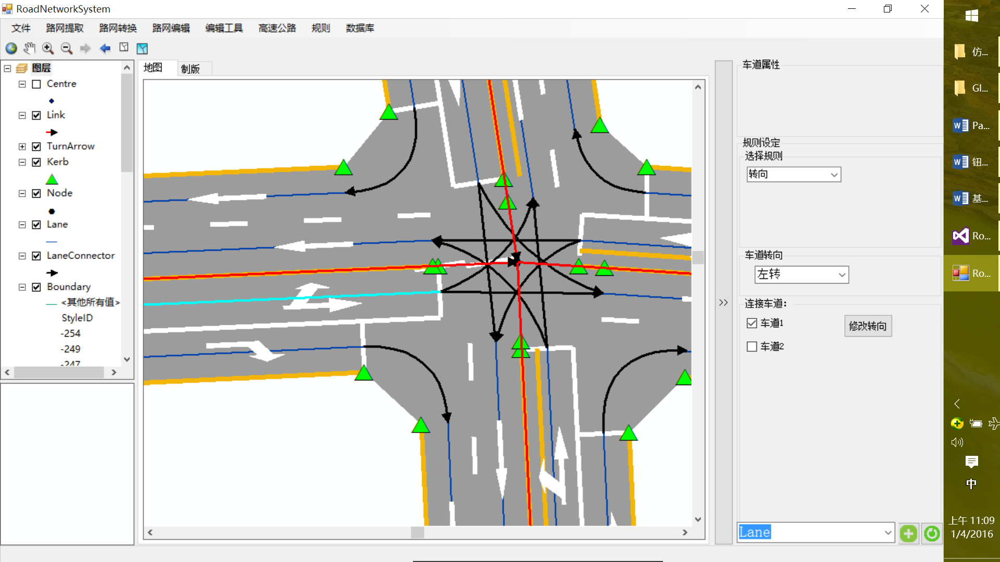 RoadNetworkSystem
文件 路网提取 路网转换 路网编辑 编辑工具 高速公路 规则 数据库
图层
Centre
Link
TurnArrow
Kerb
Node
Lane
LaneConnector
Boundary
<其他所有值>
StyleID
-254
-249
-247
地图 制版
>>
车道属性
规则设定
选择规则
转向
车道转向
左转
连接车道:
车道1
修改转向
车道2
Lane
仿...
Gl...
Pa...
钮...
基...
Ro...
Ro...
中
上午 11:09
1/4/2016